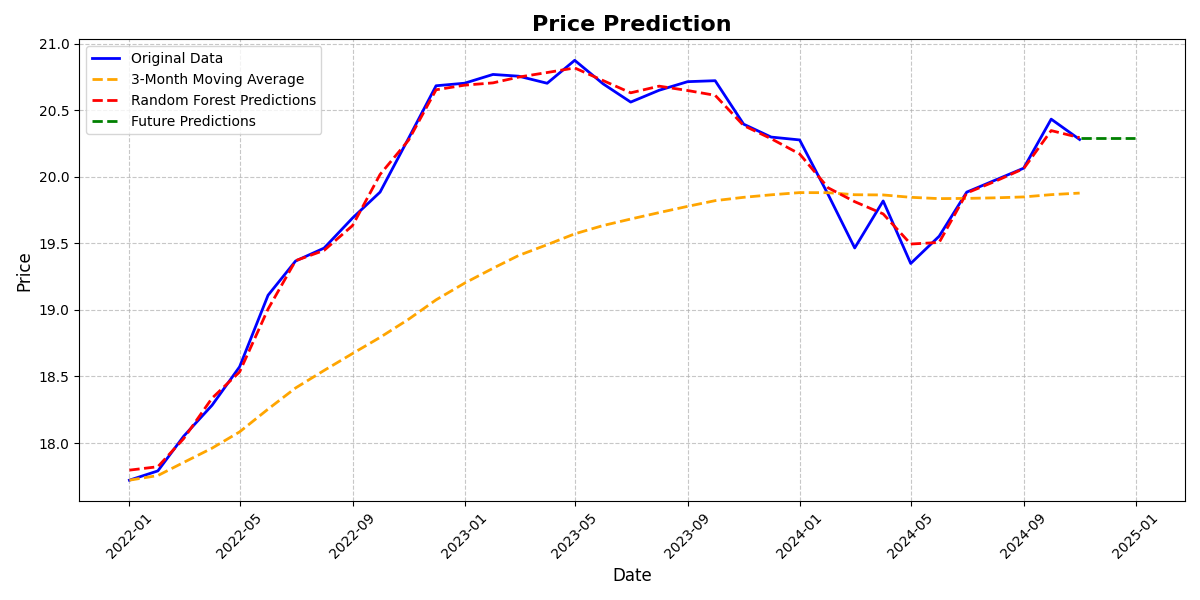 Price Prediction
Original Data
3-Month Moving Average
Random Forest Predictions
Future Predictions
21.0
20.5
20.0
19.5
19.0
18.5
18.0
Price
2022-01
2022-05
2022-09
2023-01
2023-05
2023-09
2024-01
2024-05
2024-09
2025-01
Date